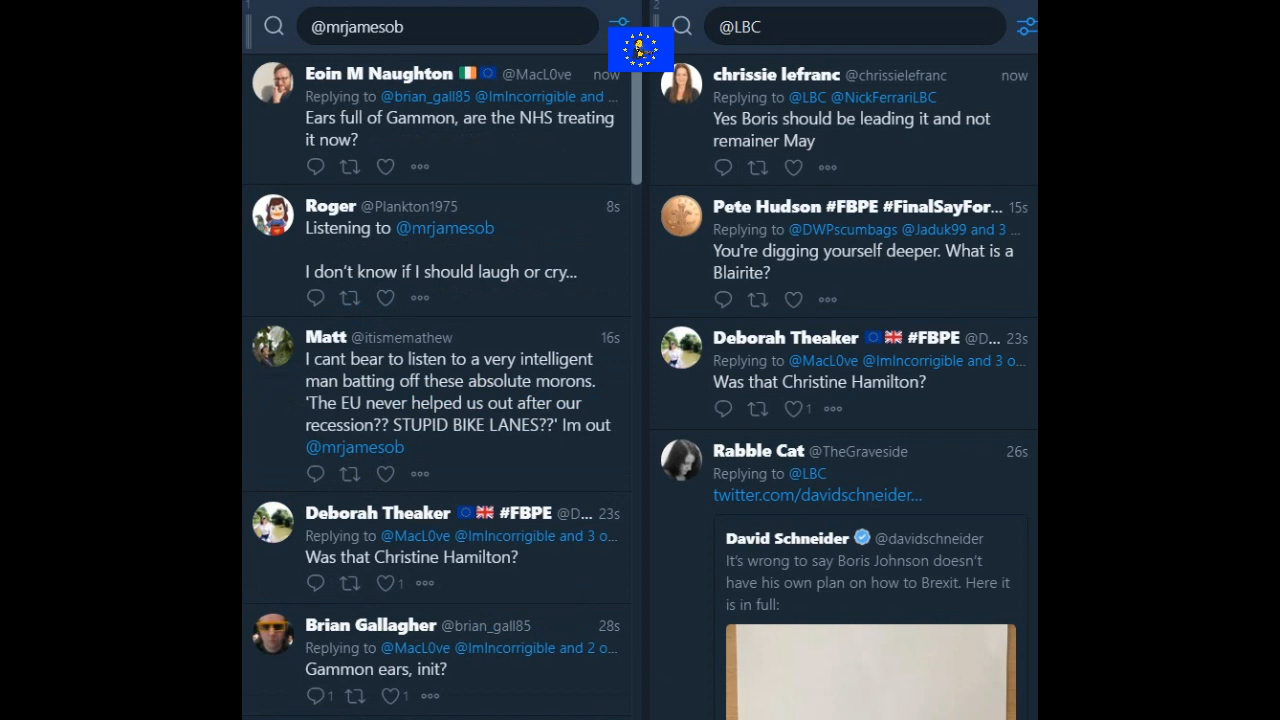 1
@mrjamesob
Eoin M Naughton @MacL0ve now
Replying to @brian_gall85 @ImIncorrigible and ...
Ears full of Gammon, are the NHS treating
it now?
Roger @Plankton1975 8s
Listening to @mrjamesob
I don't know if I should laugh or cry...
Matt @itismemathew 16s
I cant bear to listen to a very intelligent
man batting off these absolute morons.
'The EU never helped us out after our
recession?? STUPID BIKE LANES??' Im out
@mrjamesob
Deborah Theaker #FBPE @D... 23s
Replying to @MacL0ve @ImIncorrigible and 3 o...
Was that Christine Hamilton?
1
Brian Gallagher @brian_gall85 28s
Replying to @MacL0ve @ImIncorrigible and 2 o...
Gammon ears, init?
1 1
2
@LBC
chrissie lefranc @chrissielefranc now
Replying to @LBC @NickFerrariLBC
Yes Boris should be leading it and not
remainer May
Pete Hudson #FBPE #FinalSayFor... 15s
Replying to @DWPscumbags @Jaduk99 and 3 ...
You're digging yourself deeper. What is a
Blairite?
Deborah Theaker #FBPE @D... 23s
Replying to @MacL0ve @ImIncorrigible and 3 o...
Was that Christine Hamilton?
1
Rabble Cat @TheGraveside 26s
Replying to @LBC
twitter.com/davidschneider...
David Schneider @davidschneider
It's wrong to say Boris Johnson doesn't
have his own plan on how to Brexit. Here it
is in full: